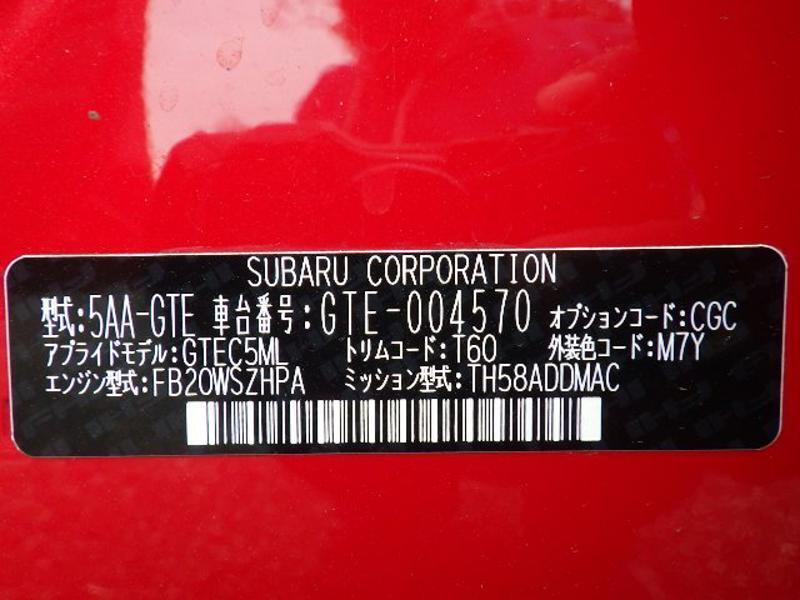 SUBARU CORPORATION
型式:5AA-GTE 車台番号:GTE-004570 オプションコード:CGC
アプライドモデル:GTEC5ML トリムコード:T60 外装色コード:M7Y
エンジン型式:FB20WSZHPA ミッション型式:TH58ADDMAC